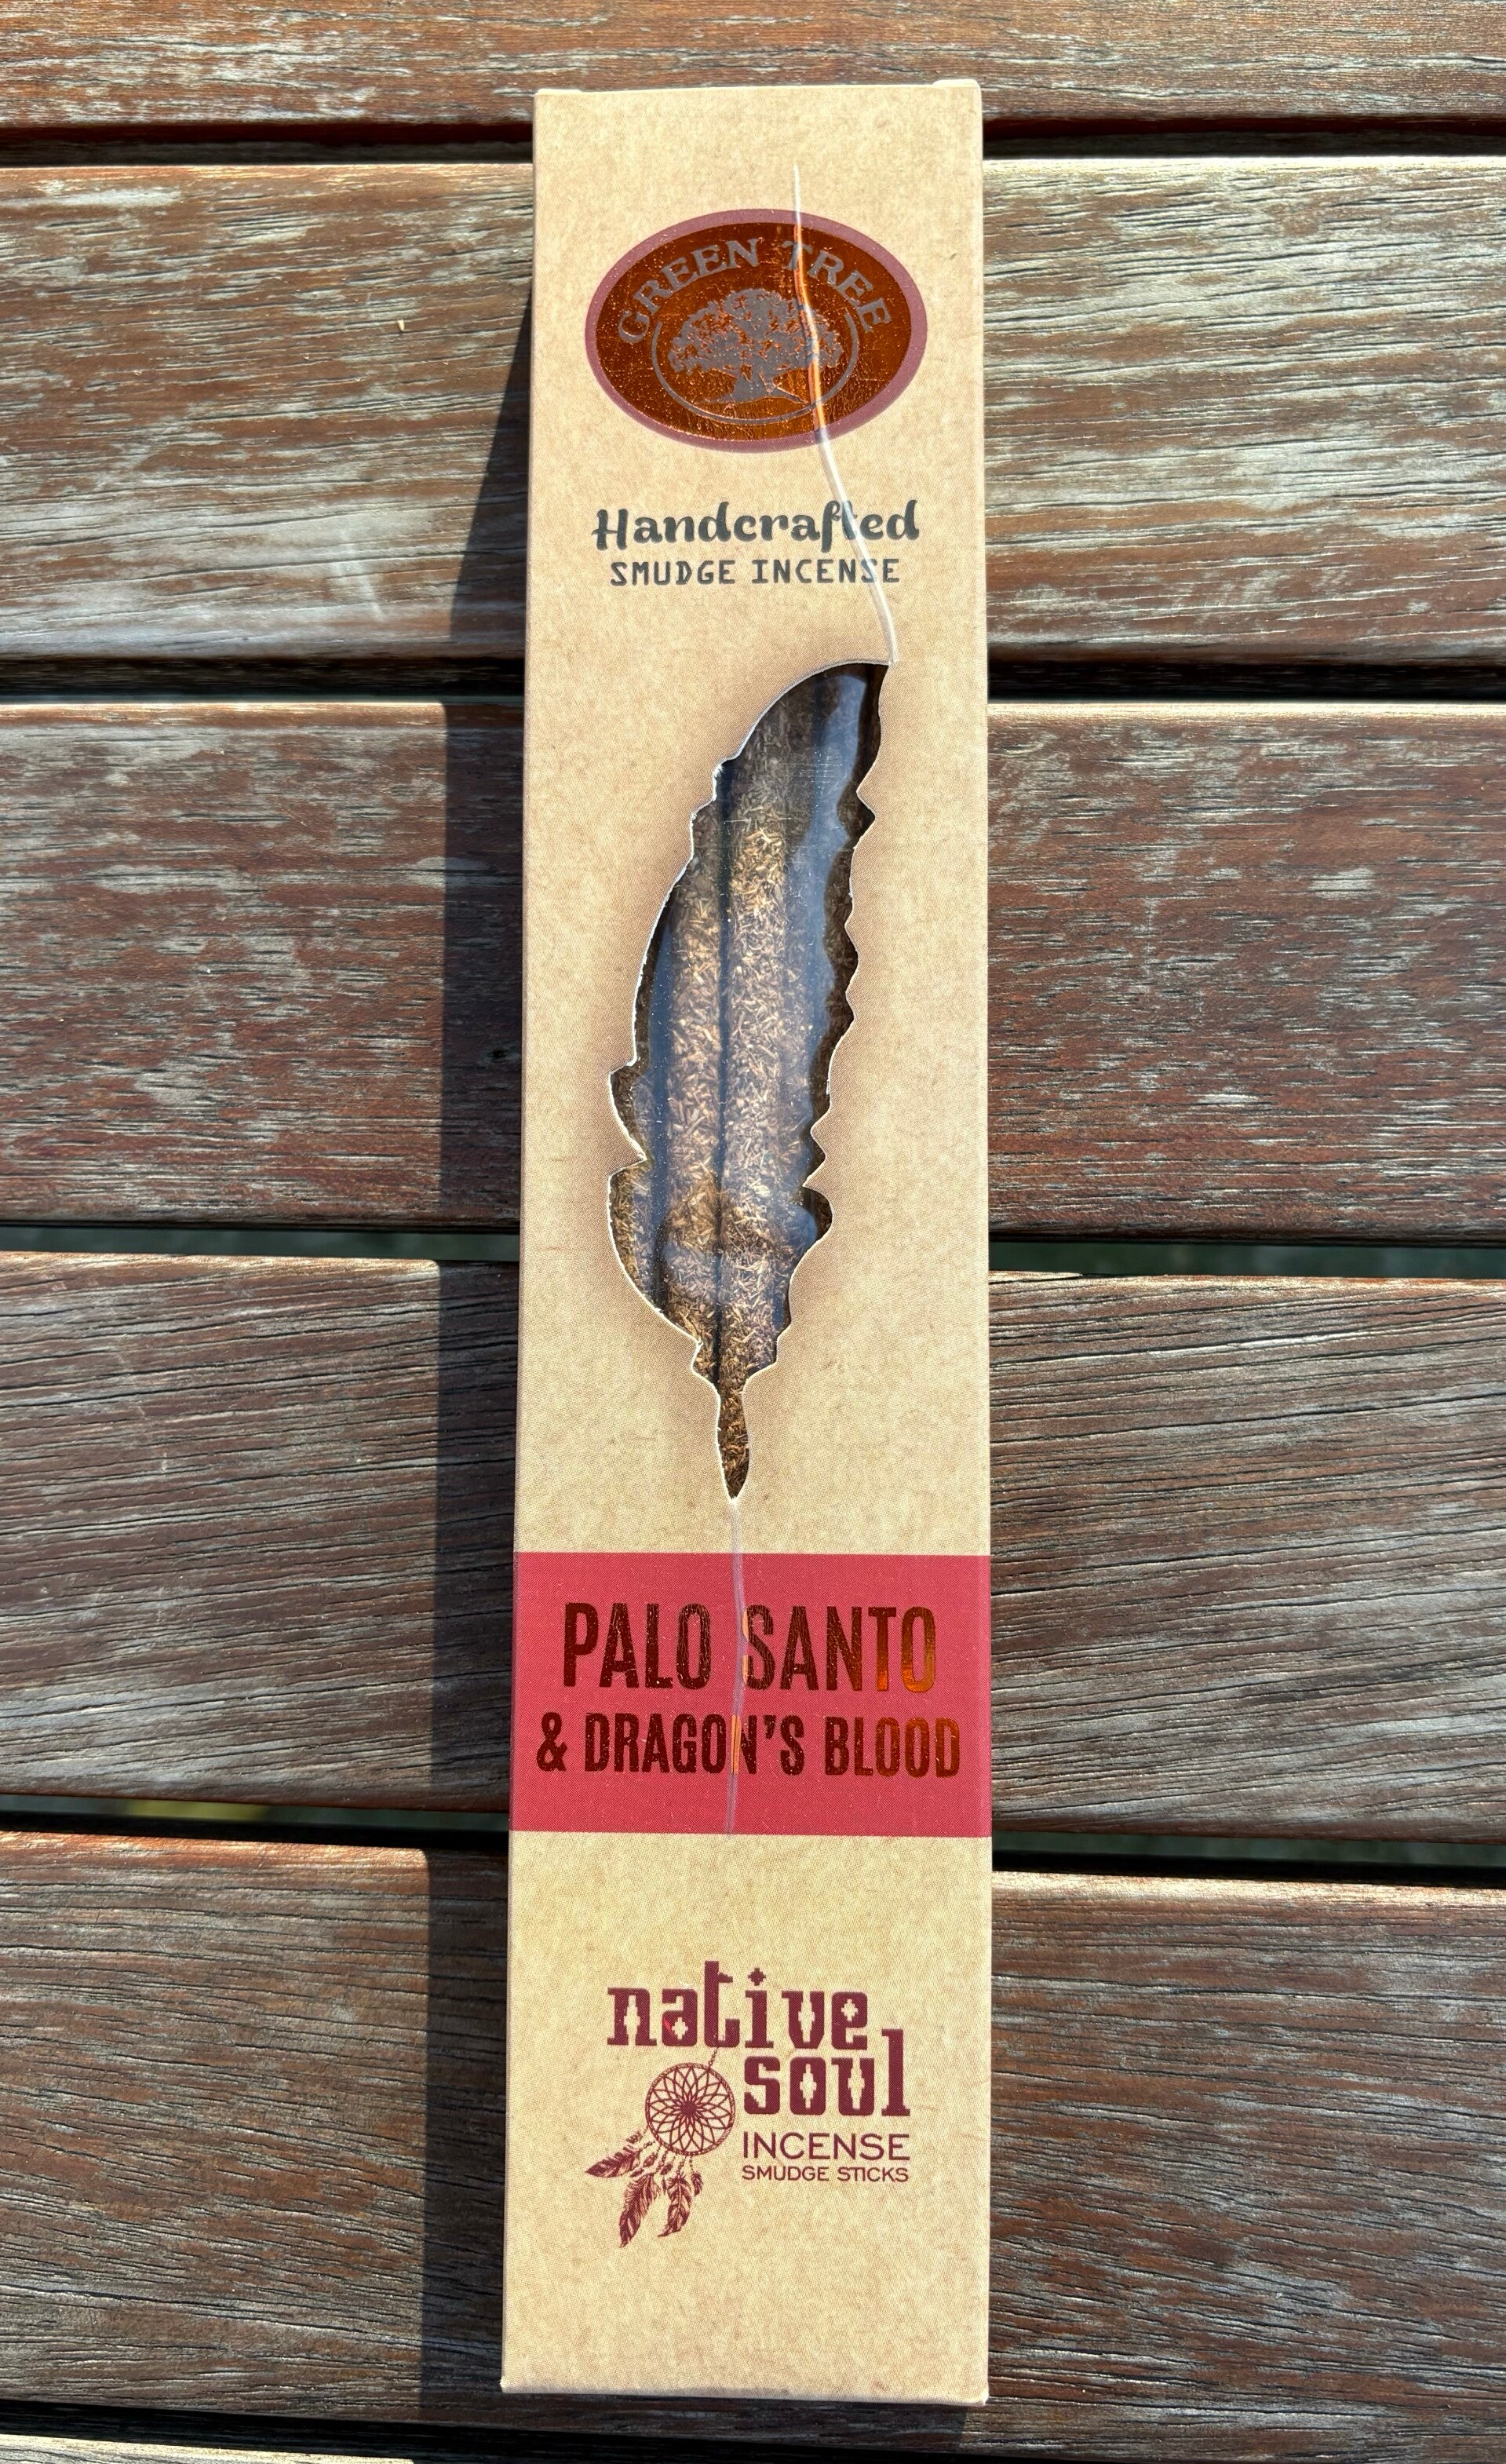 GREEN TREE
Handcrafted
SMUDGE INCENSE
PALO SANTO
& DRAGON'S BLOOD
native
soul
INCENSE
SMUDGE STICKS